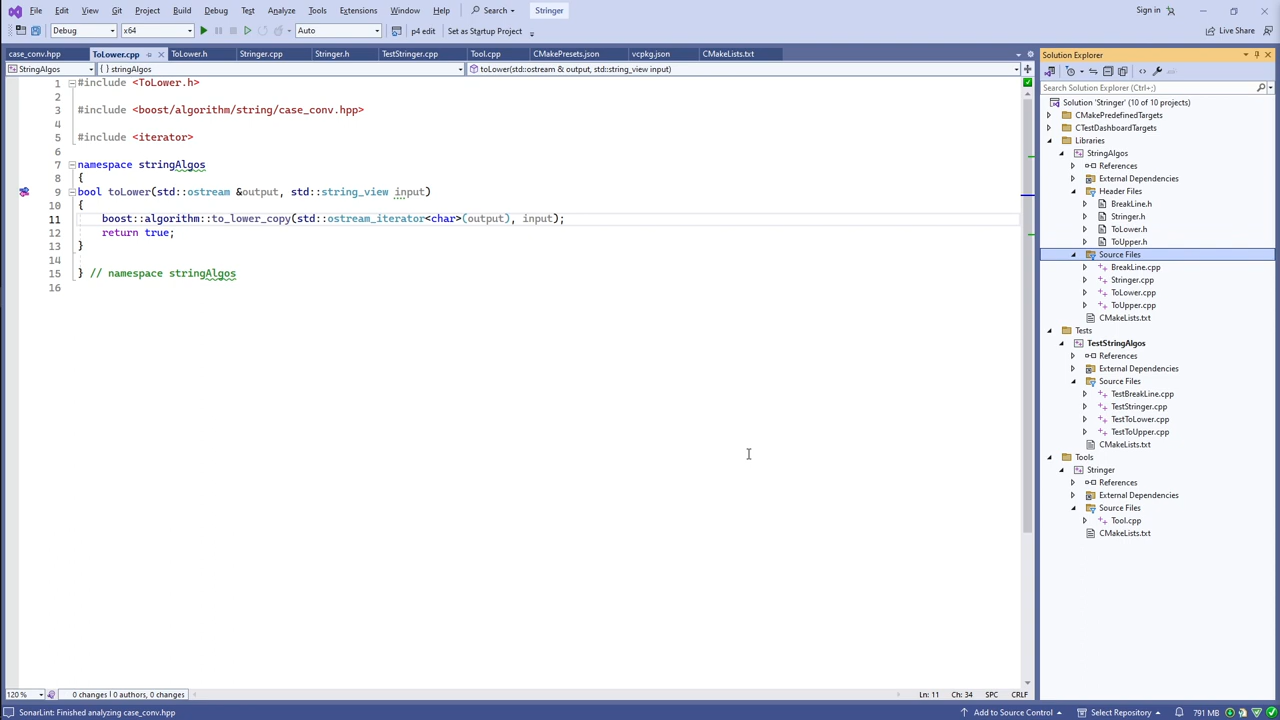 File Edit View Git Project Build Debug Test Analyze Tools Extensions Window Help Search Stringer Sign in
Debug x64 Auto p4 edit Set as Startup Project Live Share
case_conv.hpp ToLower.cpp ToLower.h Stringer.cpp Stringer.h TestStringer.cpp Tool.cpp CMakePresets.json vcpkg.json CMakeLists.txt
StringAlgos { } stringAlgos toLower(std::ostream & output, std::string_view input)
1 #include <ToLower.h>
2
3 #include <boost/algorithm/string/case_conv.hpp>
4
5 #include <iterator>
6
7 namespace stringAlgos
8 {
9 bool toLower(std::ostream &output, std::string_view input)
10 {
11 boost::algorithm::to_lower_copy(std::ostream_iterator<char>(output), input);
12 return true;
13 }
14
15 } // namespace stringAlgos
16
120 % 0 changes | 0 authors, 0 changes Ln: 11 Ch: 34 SPC CRLF
Solution Explorer
Search Solution Explorer (Ctrl+;)
Solution 'Stringer' (10 of 10 projects)
CMakePredefinedTargets
CTestDashboardTargets
Libraries
StringAlgos
References
External Dependencies
Header Files
BreakLine.h
Stringer.h
ToLower.h
ToUpper.h
Source Files
BreakLine.cpp
Stringer.cpp
ToLower.cpp
ToUpper.cpp
CMakeLists.txt
Tests
TestStringAlgos
References
External Dependencies
Source Files
TestBreakLine.cpp
TestStringer.cpp
TestToLower.cpp
TestToUpper.cpp
CMakeLists.txt
Tools
Stringer
References
External Dependencies
Source Files
Tool.cpp
CMakeLists.txt
SonarLint: Finished analyzing case_conv.hpp Add to Source Control Select Repository 791 MB